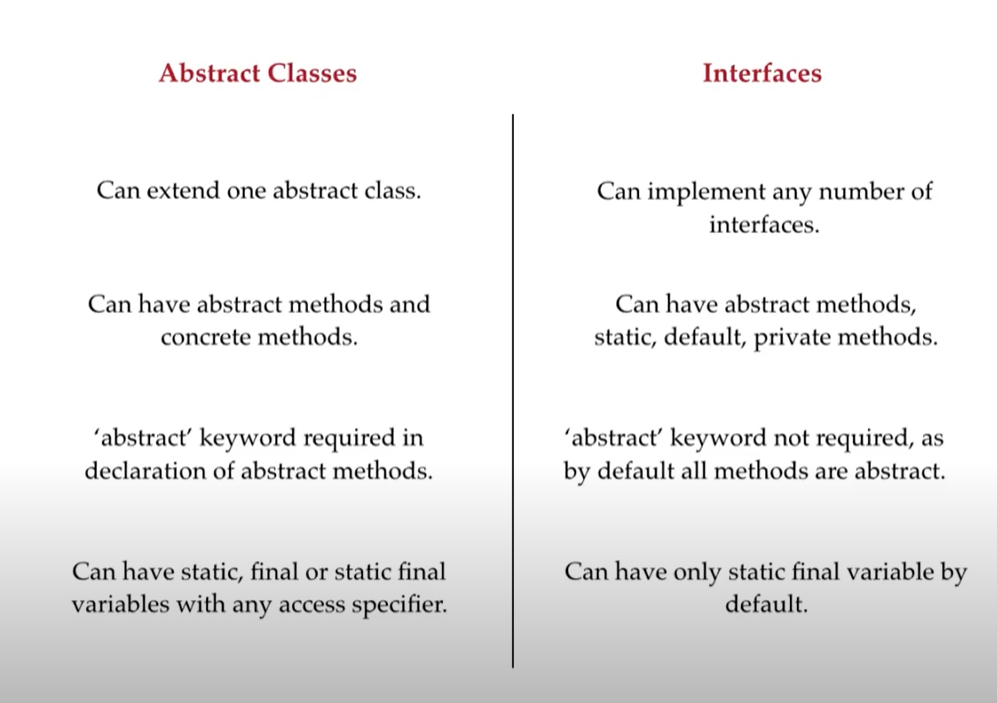 Abstract Classes
Interfaces
Can extend one abstract class.
Can implement any number of
interfaces.
Can have abstract methods and
concrete methods.
Can have abstract methods,
static, default, private methods.
‘abstract’ keyword required in
declaration of abstract methods.
‘abstract’ keyword not required, as
by default all methods are abstract.
Can have static, final or static final
variables with any access specifier.
Can have only static final variable by
default.